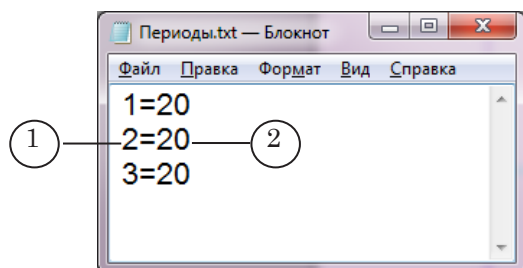 Периоды.txt — Блокнот
Файл Правка Формат Вид Справка
1=20
1 2=20 2
3=20